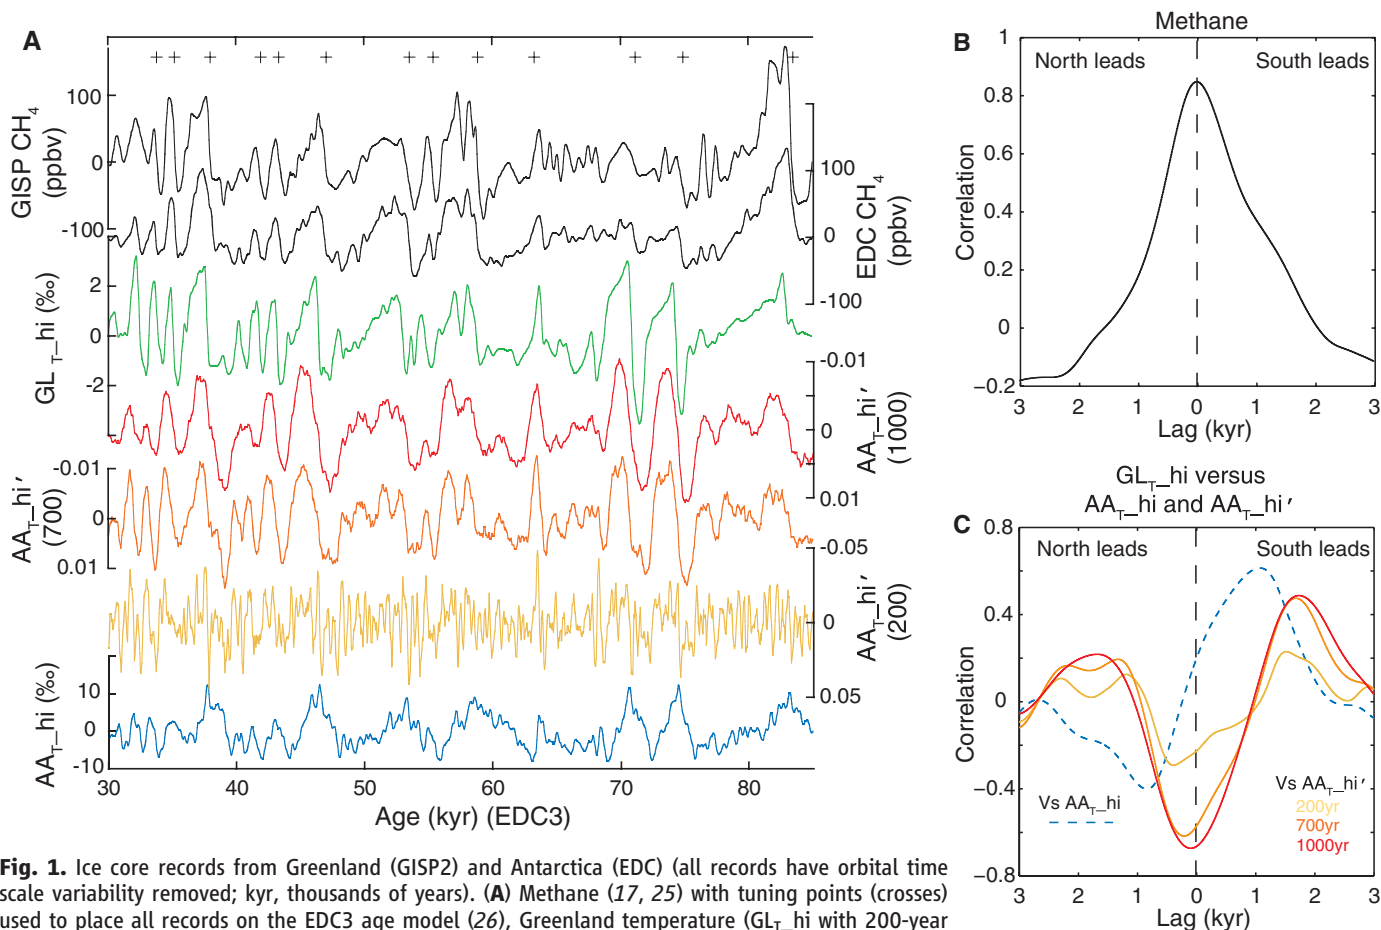 A
GISP CH4
(ppbv)
100
0
-100
EDC CH4
(ppbv)
100
0
-100
GL T_hi (‰)
2
0
-2
AAT_hi′
(1000)
-0.01
0
0.01
AAT_hi′
(700)
-0.01
0
0.01
AAT_hi′
(200)
-0.05
0
0.05
AAT_hi (‰)
10
0
-10
30 40 50 60 70 80
Age (kyr) (EDC3)
B
Methane
North leads
South leads
Correlation
1
0.8
0.6
0.4
0.2
0
−0.2
3 2 1 0 1 2 3
Lag (kyr)
C
GLT_hi versus
AAT_hi and AAT_hi′
North leads
South leads
Correlation
0.8
0.4
0
−0.4
−0.8
Vs AAT_hi
Vs AAT_hi′
200yr
700yr
1000yr
3 2 1 0 1 2 3
Lag (kyr)
Fig. 1. Ice core records from Greenland (GISP2) and Antarctica (EDC) (all records have orbital time
scale variability removed; kyr, thousands of years). (A) Methane (17, 25) with tuning points (crosses)
used to place all records on the EDC3 age model (26), Greenland temperature (GLT_hi with 200-year